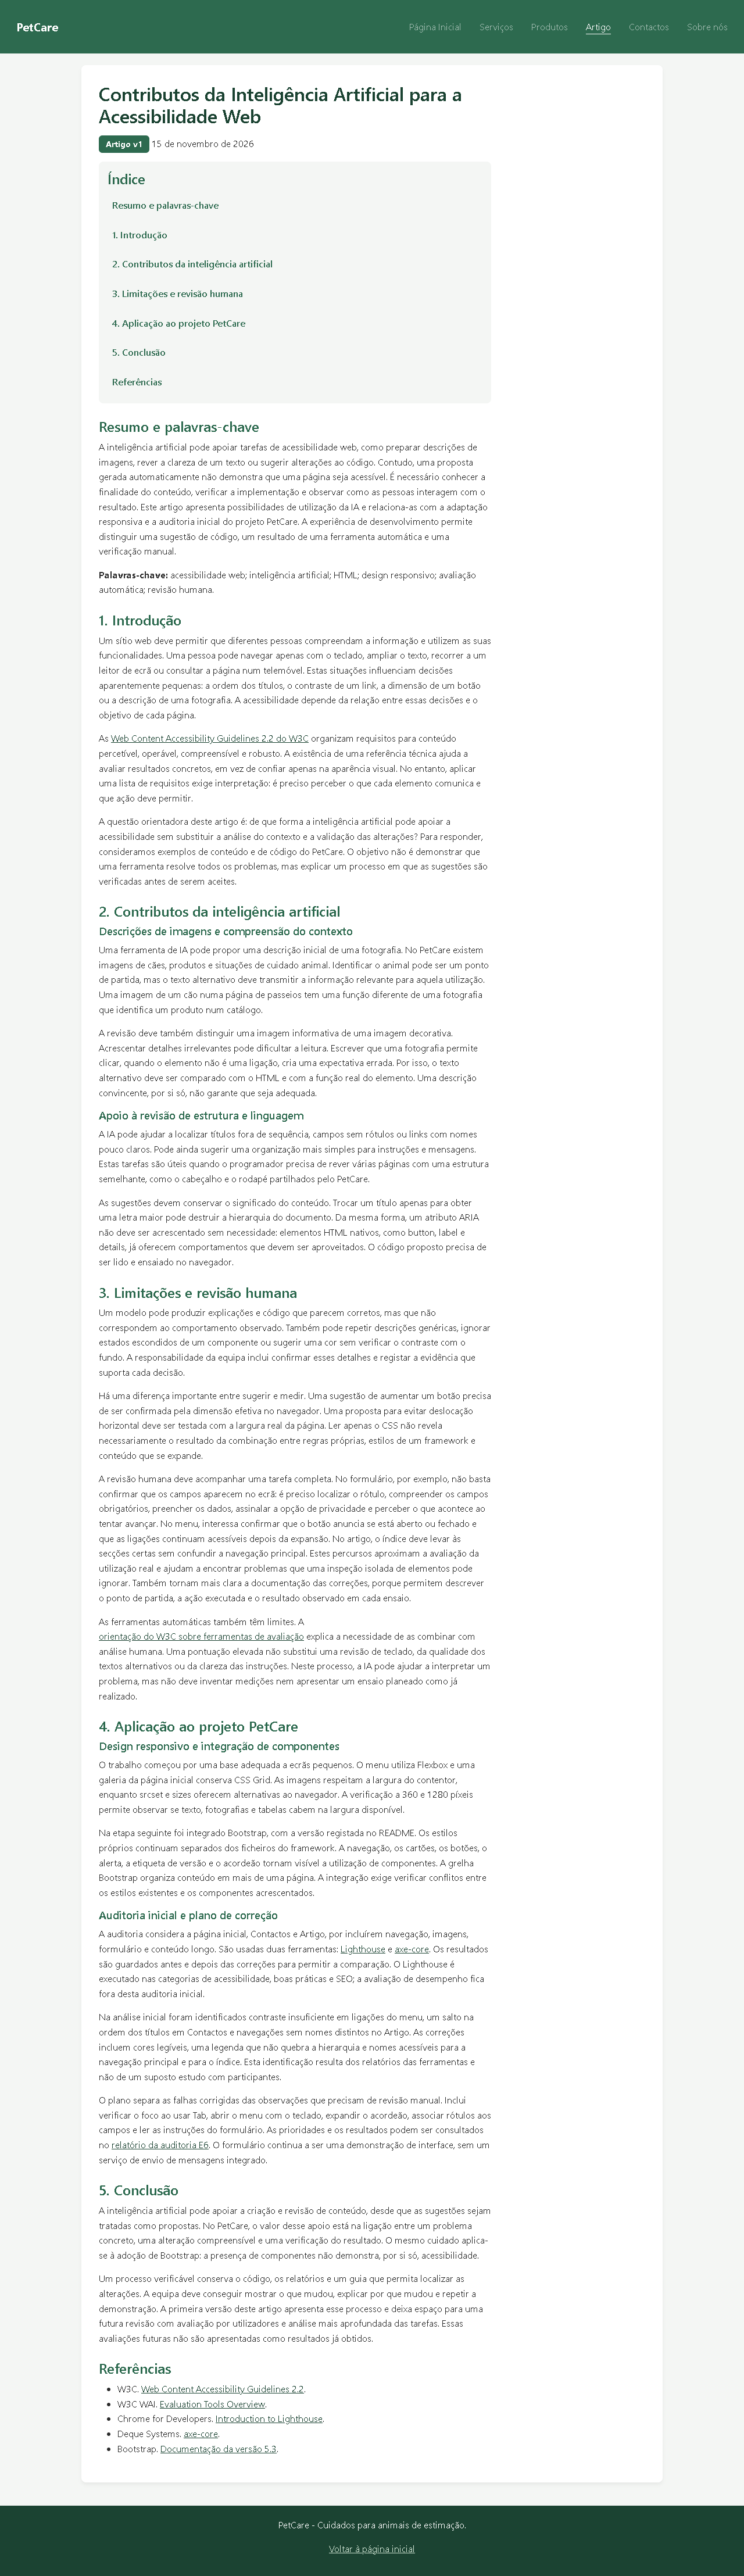 PetCare
Página Inicial
Serviços
Produtos
Artigo
Contactos
Sobre nós
Contributos da Inteligência Artificial para a
Acessibilidade Web
Artigo v1 15 de novembro de 2026
Índice
Resumo e palavras-chave
1. Introdução
2. Contributos da inteligência artificial
3. Limitações e revisão humana
4. Aplicação ao projeto PetCare
5. Conclusão
Referências
Resumo e palavras-chave
A inteligência artificial pode apoiar tarefas de acessibilidade web, como preparar descrições de
imagens, rever a clareza de um texto ou sugerir alterações ao código. Contudo, uma proposta
gerada automaticamente não demonstra que uma página seja acessível. É necessário conhecer a
finalidade do conteúdo, verificar a implementação e observar como as pessoas interagem com o
resultado. Este artigo apresenta possibilidades de utilização da IA e relaciona-as com a adaptação
responsiva e a auditoria inicial do projeto PetCare. A experiência de desenvolvimento permite
distinguir uma sugestão de código, um resultado de uma ferramenta automática e uma
verificação manual.
Palavras-chave: acessibilidade web; inteligência artificial; HTML; design responsivo; avaliação
automática; revisão humana.
1. Introdução
Um sítio web deve permitir que diferentes pessoas compreendam a informação e utilizem as suas
funcionalidades. Uma pessoa pode navegar apenas com o teclado, ampliar o texto, recorrer a um
leitor de ecrã ou consultar a página num telemóvel. Estas situações influenciam decisões
aparentemente pequenas: a ordem dos títulos, o contraste de um link, a dimensão de um botão
ou a descrição de uma fotografia. A acessibilidade depende da relação entre essas decisões e o
objetivo de cada página.
As Web Content Accessibility Guidelines 2.2 do W3C organizam requisitos para conteúdo
percetível, operável, compreensível e robusto. A existência de uma referência técnica ajuda a
avaliar resultados concretos, em vez de confiar apenas na aparência visual. No entanto, aplicar
uma lista de requisitos exige interpretação: é preciso perceber o que cada elemento comunica e
que ação deve permitir.
A questão orientadora deste artigo é: de que forma a inteligência artificial pode apoiar a
acessibilidade sem substituir a análise do contexto e a validação das alterações? Para responder,
consideramos exemplos de conteúdo e de código do PetCare. O objetivo não é demonstrar que
uma ferramenta resolve todos os problemas, mas explicar um processo em que as sugestões são
verificadas antes de serem aceites.
2. Contributos da inteligência artificial
Descrições de imagens e compreensão do contexto
Uma ferramenta de IA pode propor uma descrição inicial de uma fotografia. No PetCare existem
imagens de cães, produtos e situações de cuidado animal. Identificar o animal pode ser um ponto
de partida, mas o texto alternativo deve transmitir a informação relevante para aquela utilização.
Uma imagem de um cão numa página de passeios tem uma função diferente de uma fotografia
que identifica um produto num catálogo.
A revisão deve também distinguir uma imagem informativa de uma imagem decorativa.
Acrescentar detalhes irrelevantes pode dificultar a leitura. Escrever que uma fotografia permite
clicar, quando o elemento não é uma ligação, cria uma expectativa errada. Por isso, o texto
alternativo deve ser comparado com o HTML e com a função real do elemento. Uma descrição
convincente, por si só, não garante que seja adequada.
Apoio à revisão de estrutura e linguagem
A IA pode ajudar a localizar títulos fora de sequência, campos sem rótulos ou links com nomes
pouco claros. Pode ainda sugerir uma organização mais simples para instruções e mensagens.
Estas tarefas são úteis quando o programador precisa de rever várias páginas com uma estrutura
semelhante, como o cabeçalho e o rodapé partilhados pelo PetCare.
As sugestões devem conservar o significado do conteúdo. Trocar um título apenas para obter
uma letra maior pode destruir a hierarquia do documento. Da mesma forma, um atributo ARIA
não deve ser acrescentado sem necessidade: elementos HTML nativos, como button, label e
details, já oferecem comportamentos que devem ser aproveitados. O código proposto precisa de
ser lido e ensaiado no navegador.
3. Limitações e revisão humana
Um modelo pode produzir explicações e código que parecem corretos, mas que não
correspondem ao comportamento observado. Também pode repetir descrições genéricas, ignorar
estados escondidos de um componente ou sugerir uma cor sem verificar o contraste com o
fundo. A responsabilidade da equipa inclui confirmar esses detalhes e registar a evidência que
suporta cada decisão.
Há uma diferença importante entre sugerir e medir. Uma sugestão de aumentar um botão precisa
de ser confirmada pela dimensão efetiva no navegador. Uma proposta para evitar deslocação
horizontal deve ser testada com a largura real da página. Ler apenas o CSS não revela
necessariamente o resultado da combinação entre regras próprias, estilos de um framework e
conteúdo que se expande.
A revisão humana deve acompanhar uma tarefa completa. No formulário, por exemplo, não basta
confirmar que os campos aparecem no ecrã: é preciso localizar o rótulo, compreender os campos
obrigatórios, preencher os dados, assinalar a opção de privacidade e perceber o que acontece ao
tentar avançar. No menu, interessa confirmar que o botão anuncia se está aberto ou fechado e
que as ligações continuam acessíveis depois da expansão. No artigo, o índice deve levar às
secções certas sem confundir a navegação principal. Estes percursos aproximam a avaliação da
utilização real e ajudam a encontrar problemas que uma inspeção isolada de elementos pode
ignorar. Também tornam mais clara a documentação das correções, porque permitem descrever
o ponto de partida, a ação executada e o resultado observado em cada ensaio.
As ferramentas automáticas também têm limites. A
orientação do W3C sobre ferramentas de avaliação explica a necessidade de as combinar com
análise humana. Uma pontuação elevada não substitui uma revisão de teclado, da qualidade dos
textos alternativos ou da clareza das instruções. Neste processo, a IA pode ajudar a interpretar um
problema, mas não deve inventar medições nem apresentar um ensaio planeado como já
realizado.
4. Aplicação ao projeto PetCare
Design responsivo e integração de componentes
O trabalho começou por uma base adequada a ecrãs pequenos. O menu utiliza Flexbox e uma
galeria da página inicial conserva CSS Grid. As imagens respeitam a largura do contentor,
enquanto srcset e sizes oferecem alternativas ao navegador. A verificação a 360 e 1280 píxeis
permite observar se texto, fotografias e tabelas cabem na largura disponível.
Na etapa seguinte foi integrado Bootstrap, com a versão registada no README. Os estilos
próprios continuam separados dos ficheiros do framework. A navegação, os cartões, os botões, o
alerta, a etiqueta de versão e o acordeão tornam visível a utilização de componentes. A grelha
Bootstrap organiza conteúdo em mais de uma página. A integração exige verificar conflitos entre
os estilos existentes e os componentes acrescentados.
Auditoria inicial e plano de correção
A auditoria considera a página inicial, Contactos e Artigo, por incluírem navegação, imagens,
formulário e conteúdo longo. São usadas duas ferramentas: Lighthouse e axe-core. Os resultados
são guardados antes e depois das correções para permitir a comparação. O Lighthouse é
executado nas categorias de acessibilidade, boas práticas e SEO; a avaliação de desempenho fica
fora desta auditoria inicial.
Na análise inicial foram identificados contraste insuficiente em ligações do menu, um salto na
ordem dos títulos em Contactos e navegações sem nomes distintos no Artigo. As correções
incluem cores legíveis, uma legenda que não quebra a hierarquia e nomes acessíveis para a
navegação principal e para o índice. Esta identificação resulta dos relatórios das ferramentas e
não de um suposto estudo com participantes.
O plano separa as falhas corrigidas das observações que precisam de revisão manual. Inclui
verificar o foco ao usar Tab, abrir o menu com o teclado, expandir o acordeão, associar rótulos aos
campos e ler as instruções do formulário. As prioridades e os resultados podem ser consultados
no relatório da auditoria E6. O formulário continua a ser uma demonstração de interface, sem um
serviço de envio de mensagens integrado.
5. Conclusão
A inteligência artificial pode apoiar a criação e revisão de conteúdo, desde que as sugestões sejam
tratadas como propostas. No PetCare, o valor desse apoio está na ligação entre um problema
concreto, uma alteração compreensível e uma verificação do resultado. O mesmo cuidado aplica-
se à adoção de Bootstrap: a presença de componentes não demonstra, por si só, acessibilidade.
Um processo verificável conserva o código, os relatórios e um guia que permita localizar as
alterações. A equipa deve conseguir mostrar o que mudou, explicar por que mudou e repetir a
demonstração. A primeira versão deste artigo apresenta esse processo e deixa espaço para uma
futura revisão com avaliação por utilizadores e análise mais aprofundada das tarefas. Essas
avaliações futuras não são apresentadas como resultados já obtidos.
Referências
W3C. Web Content Accessibility Guidelines 2.2.
W3C WAI. Evaluation Tools Overview.
Chrome for Developers. Introduction to Lighthouse.
Deque Systems. axe-core.
Bootstrap. Documentação da versão 5.3.
PetCare - Cuidados para animais de estimação.
Voltar à página inicial